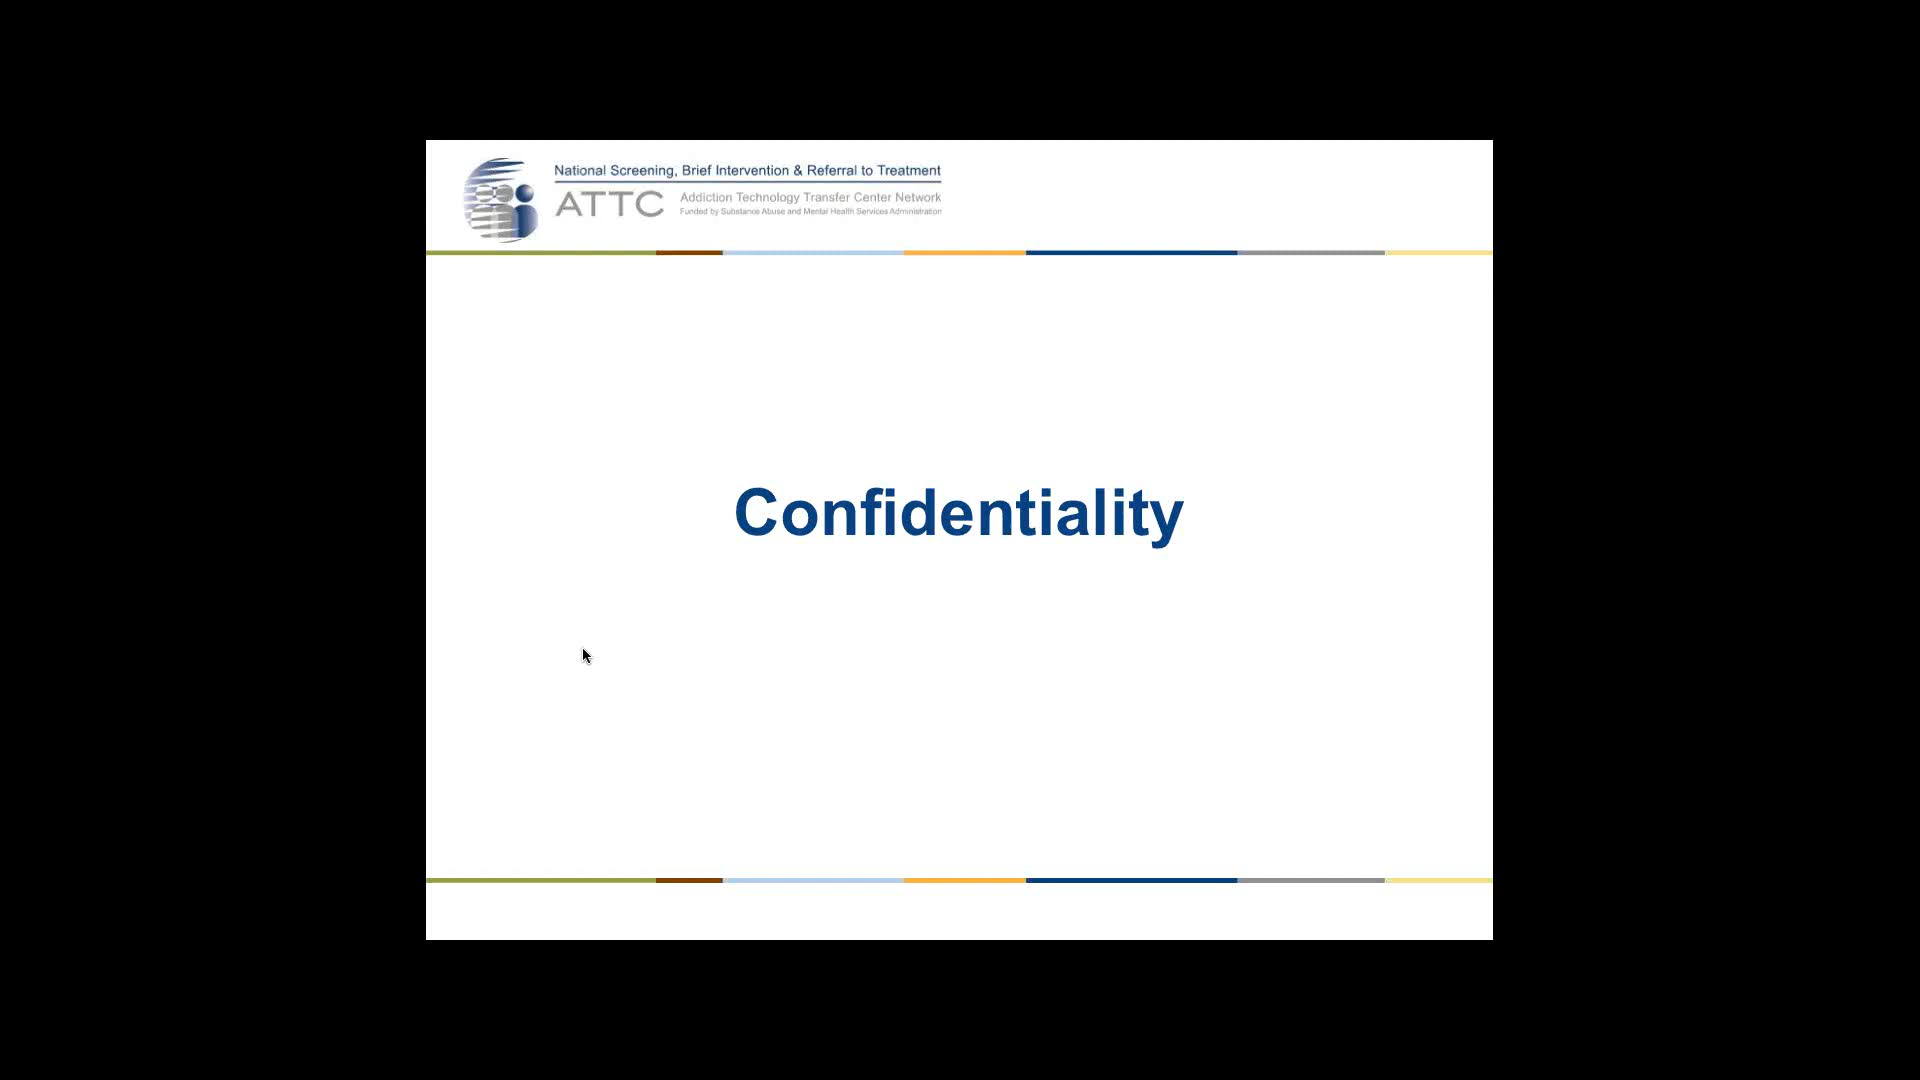 National Screening, Brief Intervention & Referral to Treatment
ATTC Addiction Technology Transfer Center Network
Funded by Substance Abuse and Mental Health Services Administration
Confidentiality